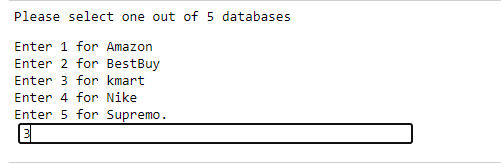 Please select one out of 5 databases
Enter 1 for Amazon
Enter 2 for BestBuy
Enter 3 for kmart
Enter 4 for Nike
Enter 5 for Supremo.
3